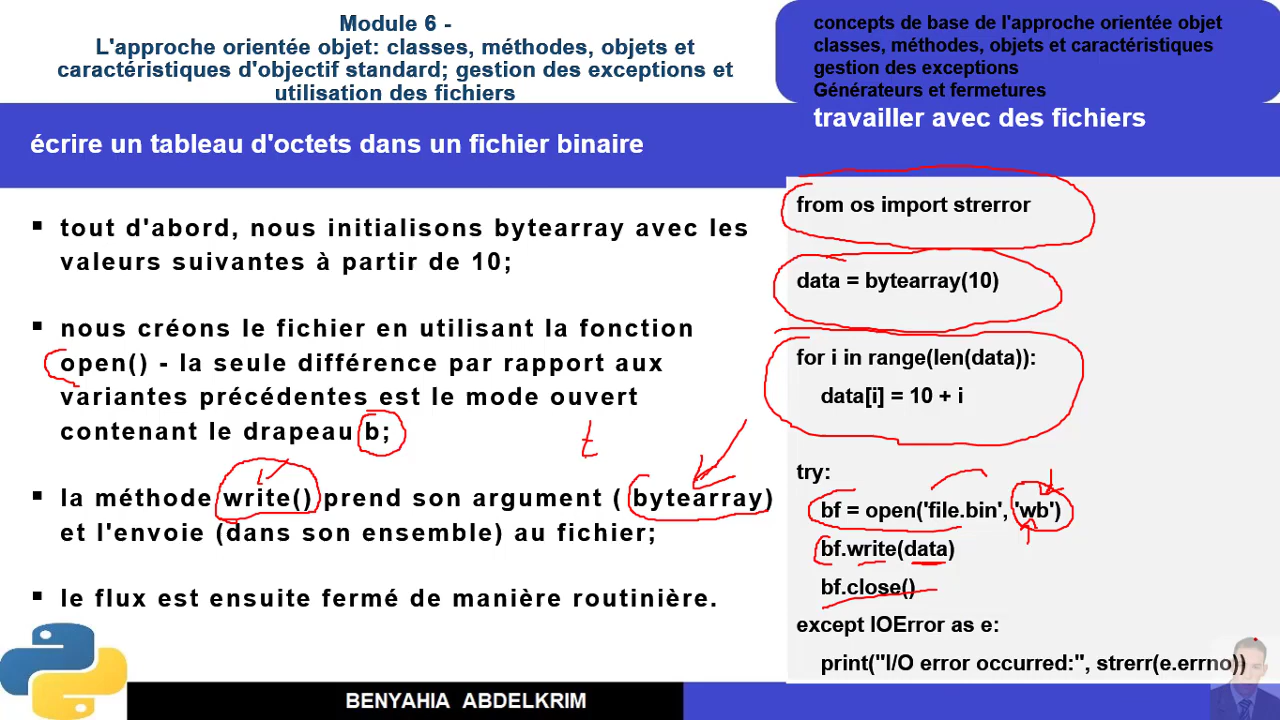 Module 6 -
L'approche orientée objet: classes, méthodes, objets et
caractéristiques d'objectif standard; gestion des exceptions et
utilisation des fichiers
concepts de base de l'approche orientée objet
classes, méthodes, objets et caractéristiques
gestion des exceptions
Générateurs et fermetures
travailler avec des fichiers
écrire un tableau d'octets dans un fichier binaire
▪ tout d'abord, nous initialisons bytearray avec les
valeurs suivantes à partir de 10;
▪ nous créons le fichier en utilisant la fonction
open() - la seule différence par rapport aux
variantes précédentes est le mode ouvert
contenant le drapeau b;
t
▪ la méthode write() prend son argument ( bytearray)
et l'envoie (dans son ensemble) au fichier;
▪ le flux est ensuite fermé de manière routinière.
from os import strerror
data = bytearray(10)
for i in range(len(data)):
data[i] = 10 + i
try:
bf = open('file.bin', 'wb')
bf.write(data)
bf.close()
except IOError as e:
print("I/O error occurred:", strerr(e.errno))
BENYAHIA ABDELKRIM